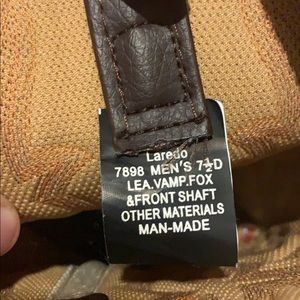 Laredo
7898 MEN'S 7½D
LEA.VAMP.FOX
&FRONT SHAFT
OTHER MATERIALS
MAN-MADE